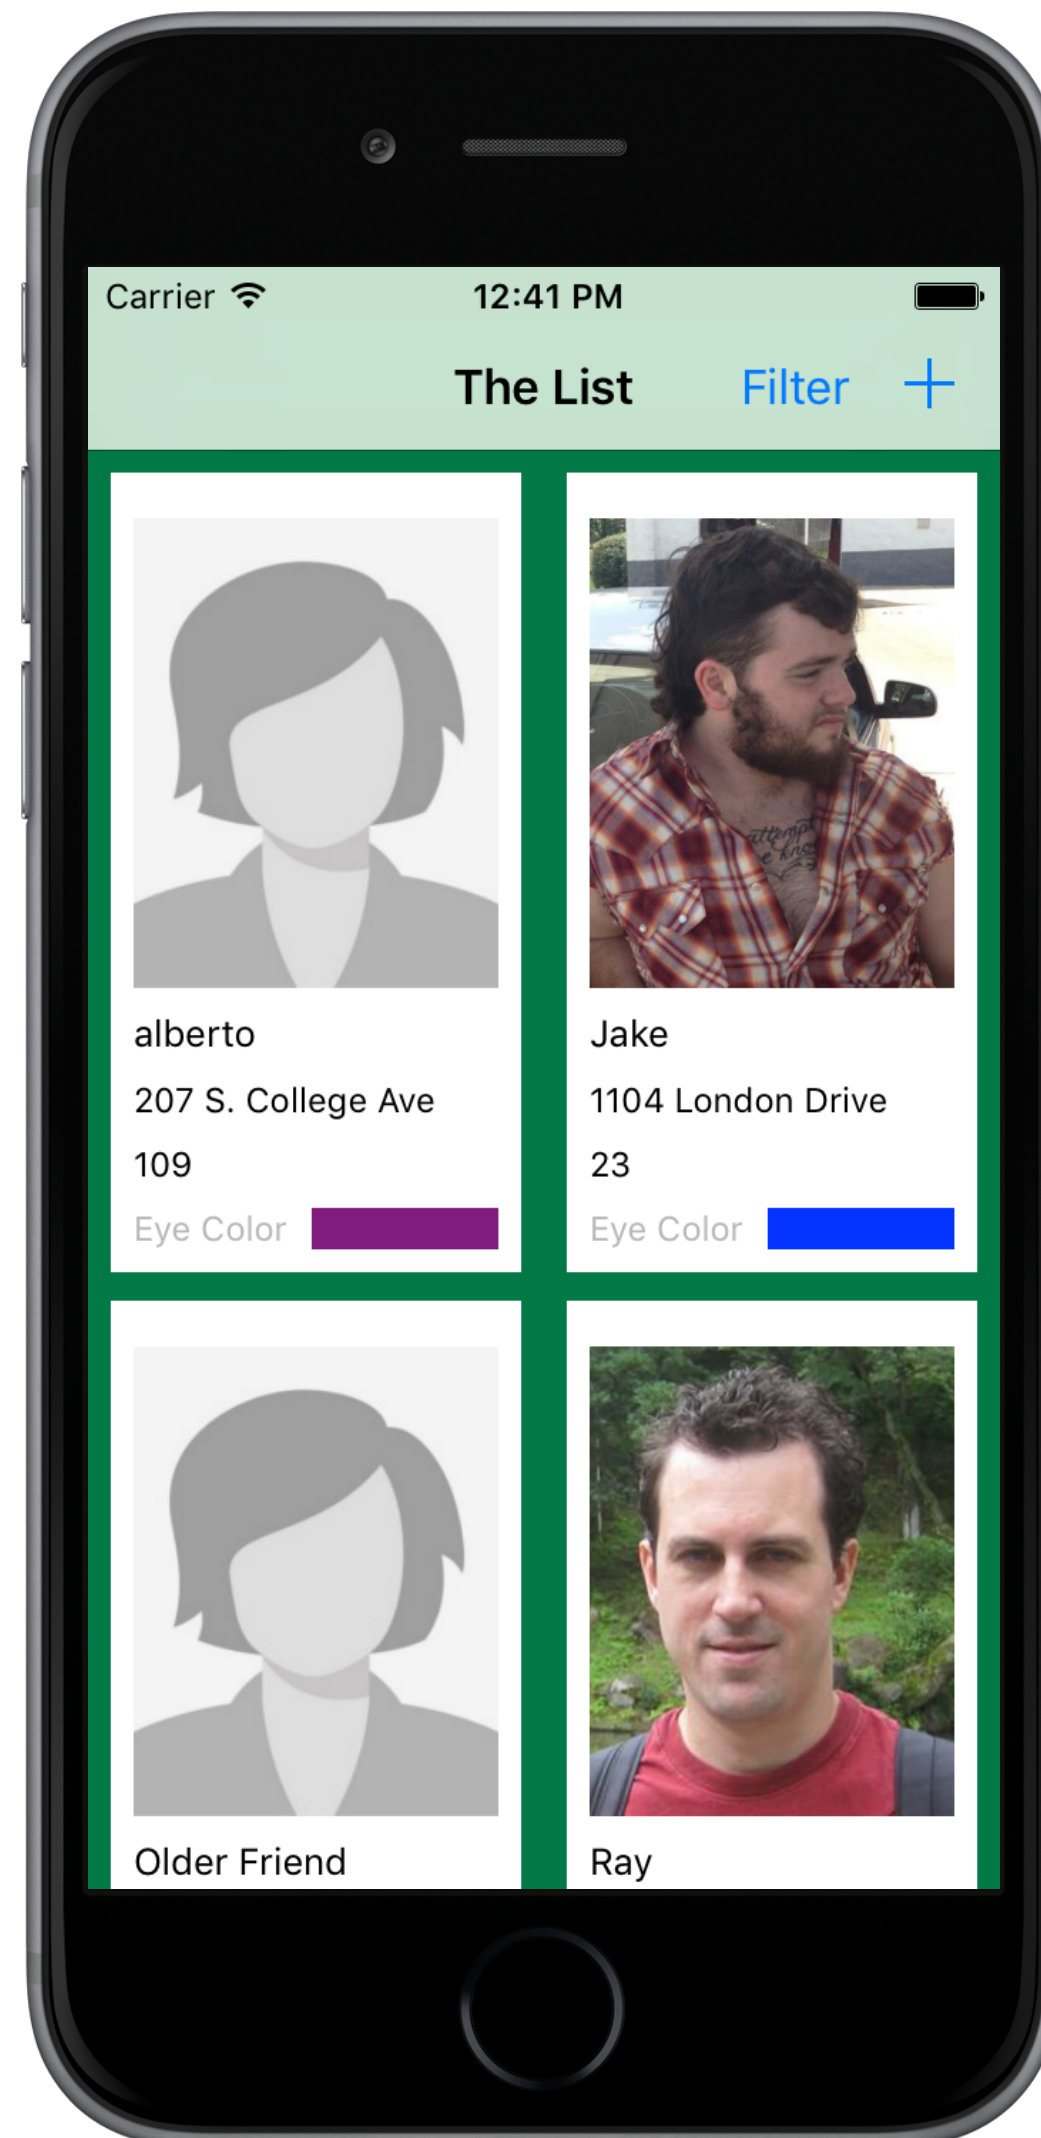 Carrier 12:41 PM
The List Filter
alberto
207 S. College Ave
109
Eye Color
attempt
Jake
1104 London Drive
23
Eye Color
Older Friend
Ray